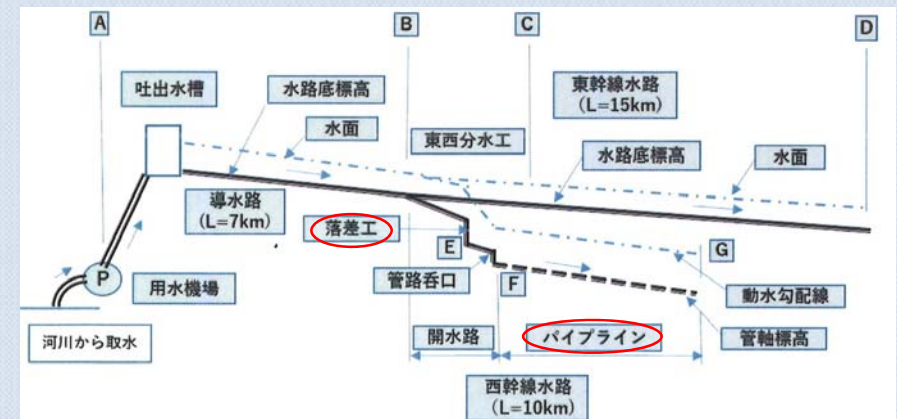 A
B
C
D
吐出水槽
水路底標高
東幹線水路
(L=15km)
水面
東西分水工
水路底標高
水面
導水路
(L=7km)
落差工
E
G
P
用水機場
管路呑口
F
動水勾配線
河川から取水
開水路
パイプライン
管軸標高
西幹線水路
(L=10km)